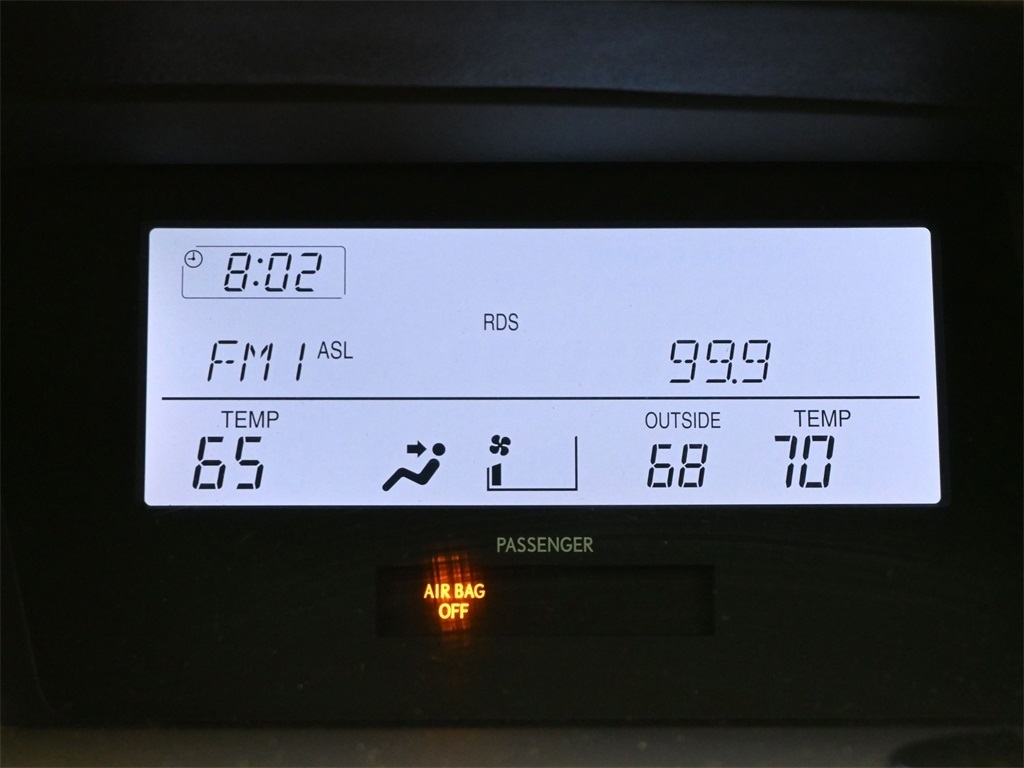 8:02
RDS
FM1 ASL 99.9
TEMP OUTSIDE TEMP
65 68 70
PASSENGER
AIR BAG
OFF